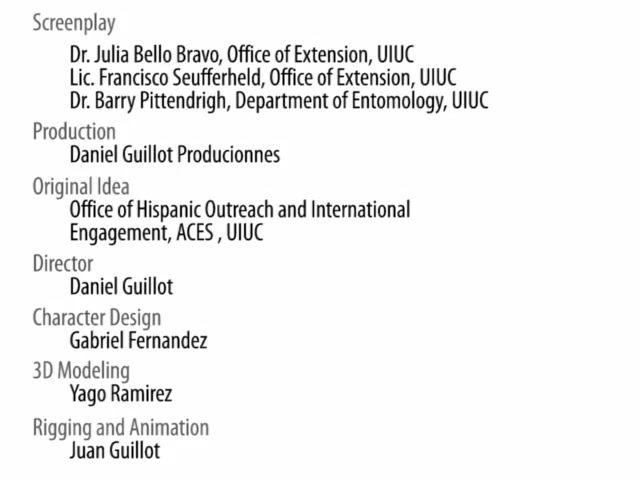 Screenplay
Dr. Julia Bello Bravo, Office of Extension, UIUC
Lic. Francisco Seufferheld, Office of Extension, UIUC
Dr. Barry Pittendrigh, Department of Entomology, UIUC
Production
Daniel Guillot Producionnes
Original Idea
Office of Hispanic Outreach and International
Engagement, ACES , UIUC
Director
Daniel Guillot
Character Design
Gabriel Fernandez
3D Modeling
Yago Ramirez
Rigging and Animation
Juan Guillot